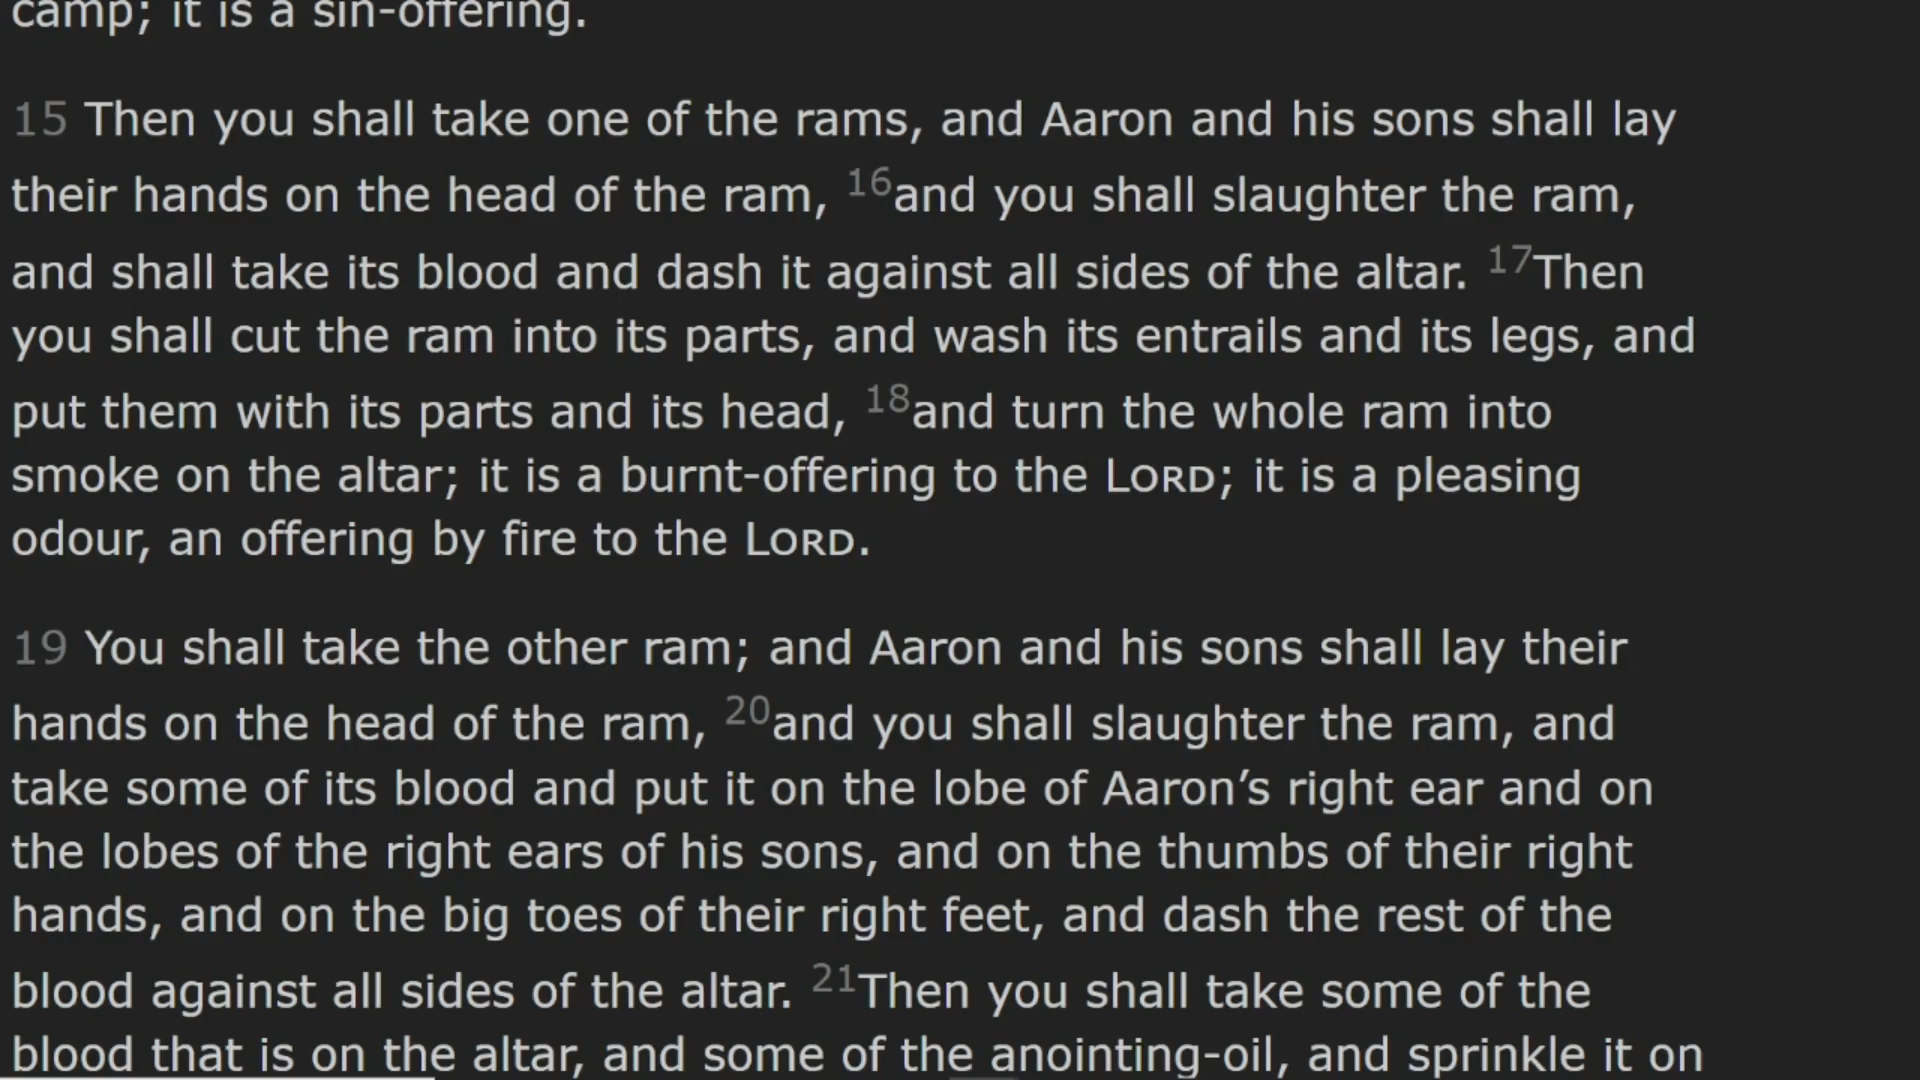 camp; it is a sin-offering.
15 Then you shall take one of the rams, and Aaron and his sons shall lay
their hands on the head of the ram, 16and you shall slaughter the ram,
and shall take its blood and dash it against all sides of the altar. 17Then
you shall cut the ram into its parts, and wash its entrails and its legs, and
put them with its parts and its head, 18and turn the whole ram into
smoke on the altar; it is a burnt-offering to the LORD; it is a pleasing
odour, an offering by fire to the LORD.
19 You shall take the other ram; and Aaron and his sons shall lay their
hands on the head of the ram, 20and you shall slaughter the ram, and
take some of its blood and put it on the lobe of Aaron’s right ear and on
the lobes of the right ears of his sons, and on the thumbs of their right
hands, and on the big toes of their right feet, and dash the rest of the
blood against all sides of the altar. 21Then you shall take some of the
blood that is on the altar, and some of the anointing-oil, and sprinkle it on